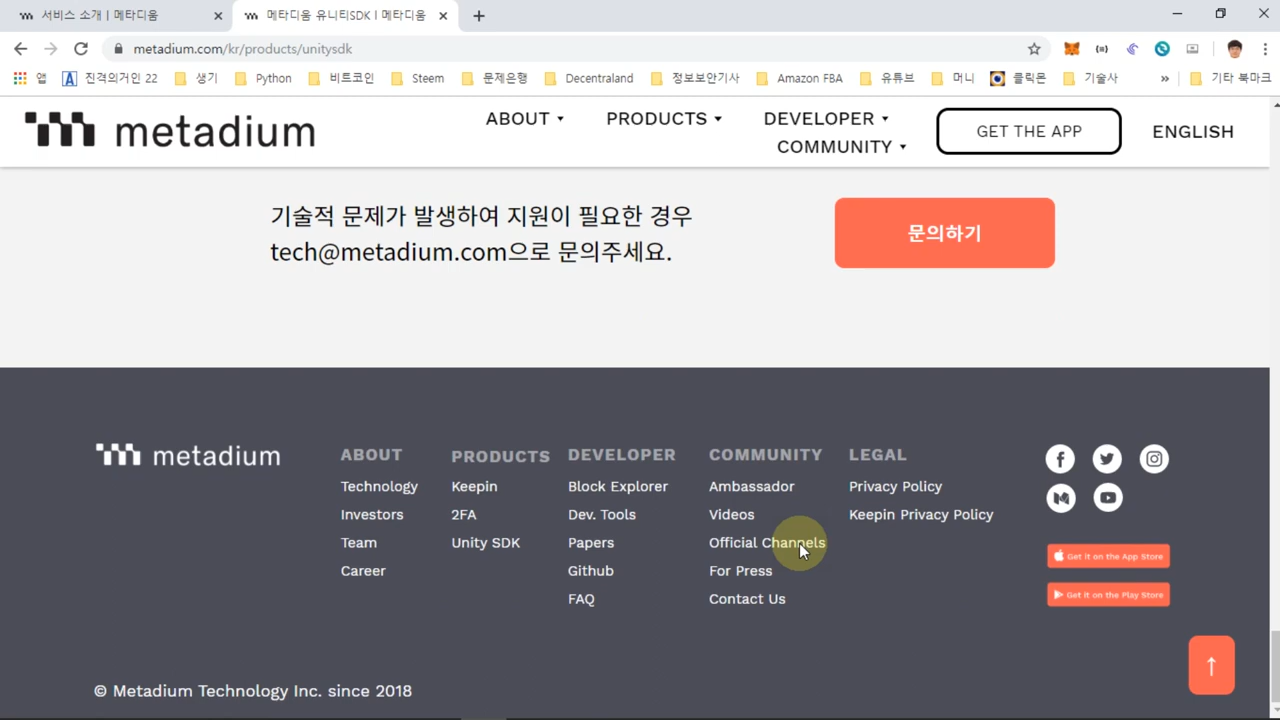 서비스 소개 | 메타디움
메타디움 유니티SDK | 메타디움
metadium.com/kr/products/unitysdk
앱 진격의거인 22 생기 Python 비트코인 Steem 문제은행 Decentraland 정보보안기사 Amazon FBA 유튜브 머니 클릭몬 기술사 » 기타 북마크
metadium
ABOUT PRODUCTS DEVELOPER
COMMUNITY
GET THE APP
ENGLISH
기술적 문제가 발생하여 지원이 필요한 경우
tech@metadium.com으로 문의주세요.
문의하기
metadium
ABOUT
Technology
Investors
Team
Career
PRODUCTS
Keepin
2FA
Unity SDK
DEVELOPER
Block Explorer
Dev. Tools
Papers
Github
FAQ
COMMUNITY
Ambassador
Videos
Official Channels
For Press
Contact Us
LEGAL
Privacy Policy
Keepin Privacy Policy
Get it on the App Store
Get it on the Play Store
© Metadium Technology Inc. since 2018